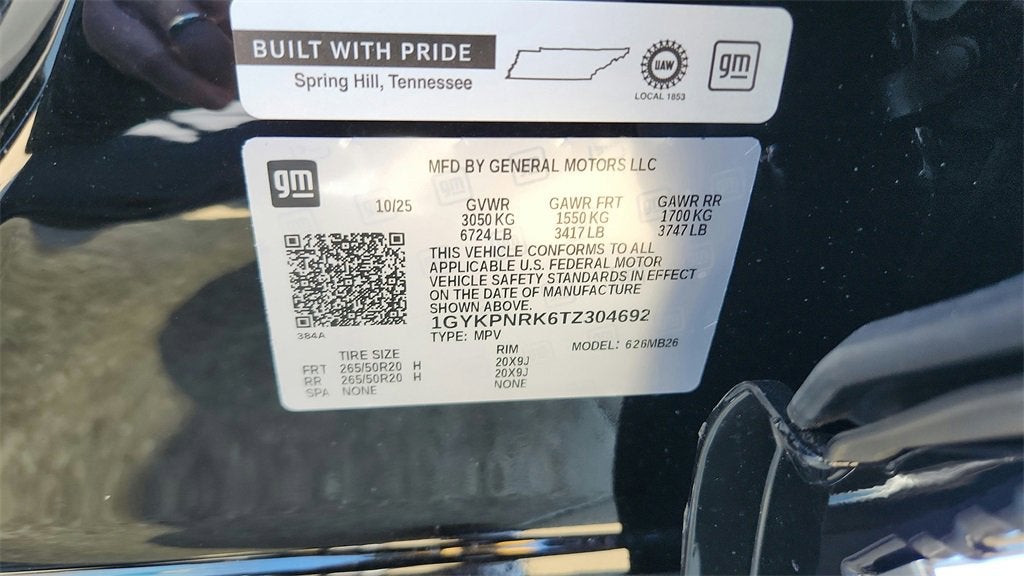 BUILT WITH PRIDE
Spring Hill, Tennessee
UAW
LOCAL 1853
gm
gm
MFD BY GENERAL MOTORS LLC
10/25 GVWR GAWR FRT GAWR RR
3050 KG 1550 KG 1700 KG
6724 LB 3417 LB 3747 LB
THIS VEHICLE CONFORMS TO ALL
APPLICABLE U.S. FEDERAL MOTOR
VEHICLE SAFETY STANDARDS IN EFFECT
ON THE DATE OF MANUFACTURE
SHOWN ABOVE.
1GYKPNRK6TZ304692
384A
TYPE: MPV MODEL: 626MB26
TIRE SIZE RIM
FRT 265/50R20 H 20X9J
RR 265/50R20 H 20X9J
SPA NONE NONE